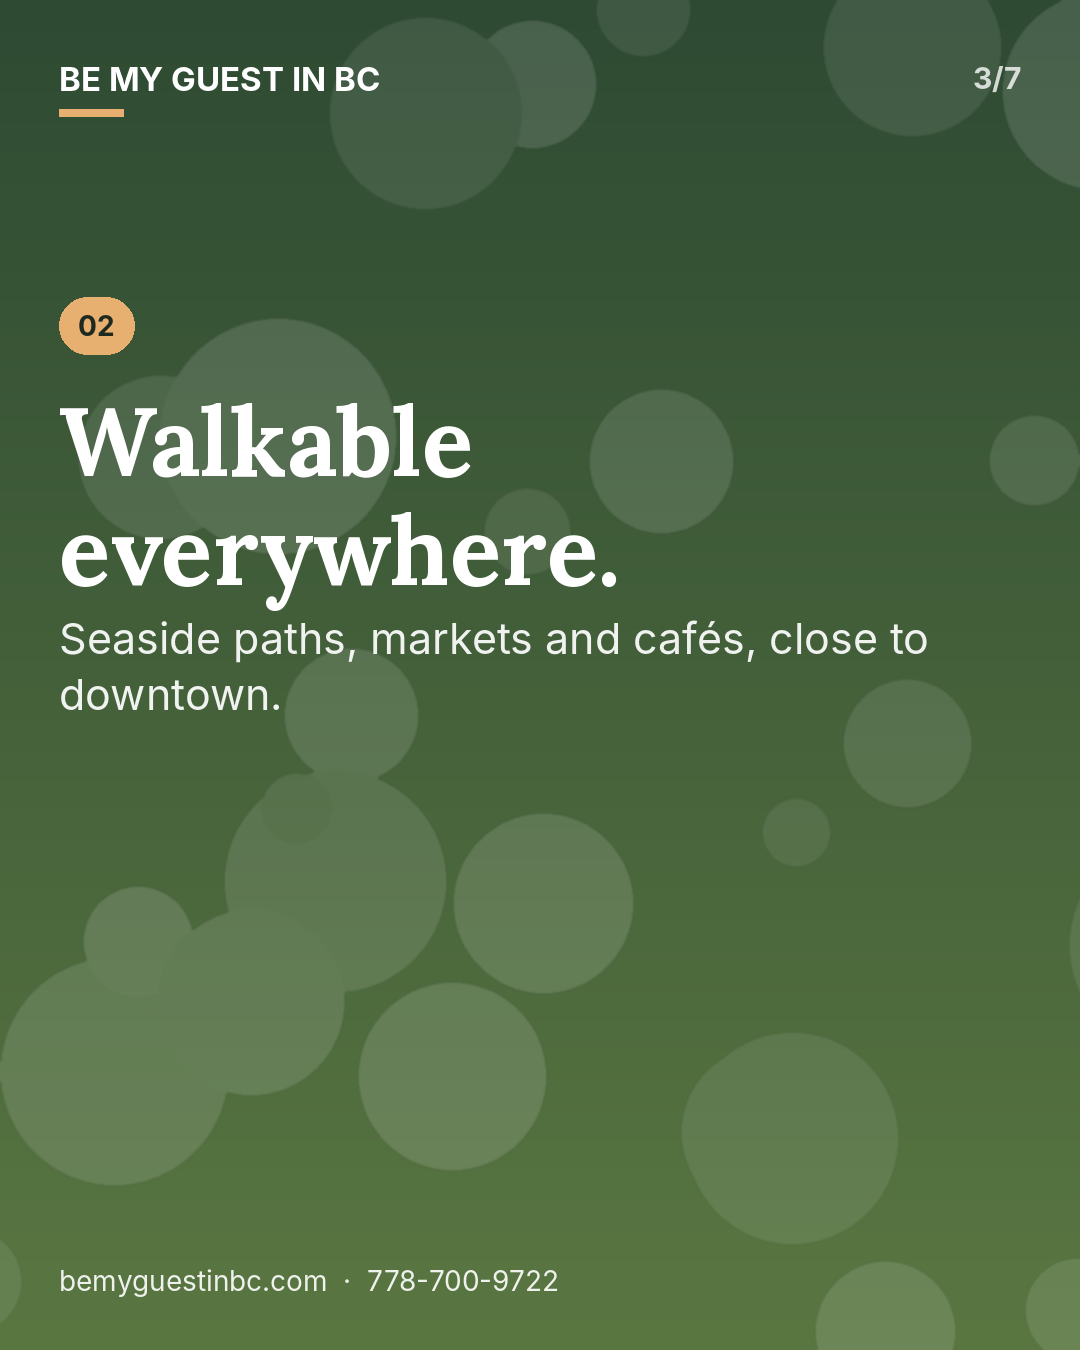 BE MY GUEST IN BC
3/7
02
Walkable
everywhere.
Seaside paths, markets and cafés, close to
downtown.
bemyguestinbc.com · 778-700-9722